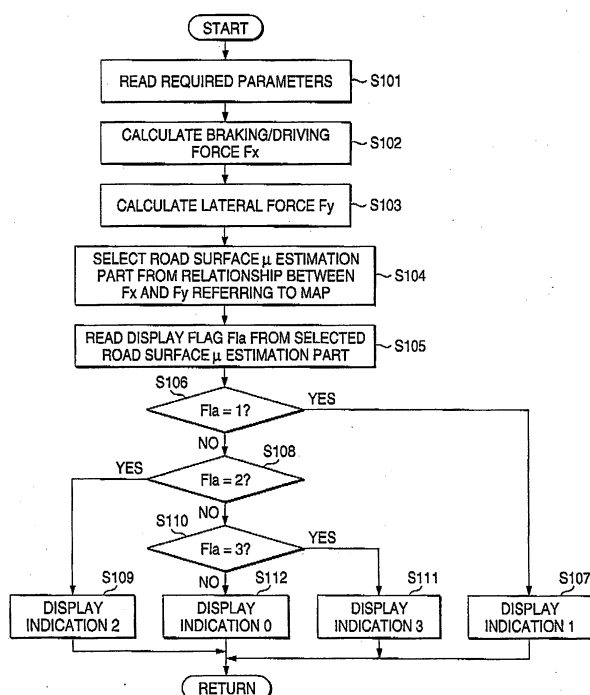 START
READ REQUIRED PARAMETERS
S101
CALCULATE BRAKING/DRIVING
FORCE Fx
S102
CALCULATE LATERAL FORCE Fy
S103
SELECT ROAD SURFACE μ ESTIMATION
PART FROM RELATIONSHIP BETWEEN
Fx AND Fy REFERRING TO MAP
S104
READ DISPLAY FLAG Fla FROM SELECTED
ROAD SURFACE μ ESTIMATION PART
S105
S106
Fla = 1?
YES
NO
S108
YES
Fla = 2?
NO
S110
Fla = 3?
YES
NO
S109
DISPLAY
INDICATION 2
S112
DISPLAY
INDICATION 0
S111
DISPLAY
INDICATION 3
S107
DISPLAY
INDICATION 1
RETURN